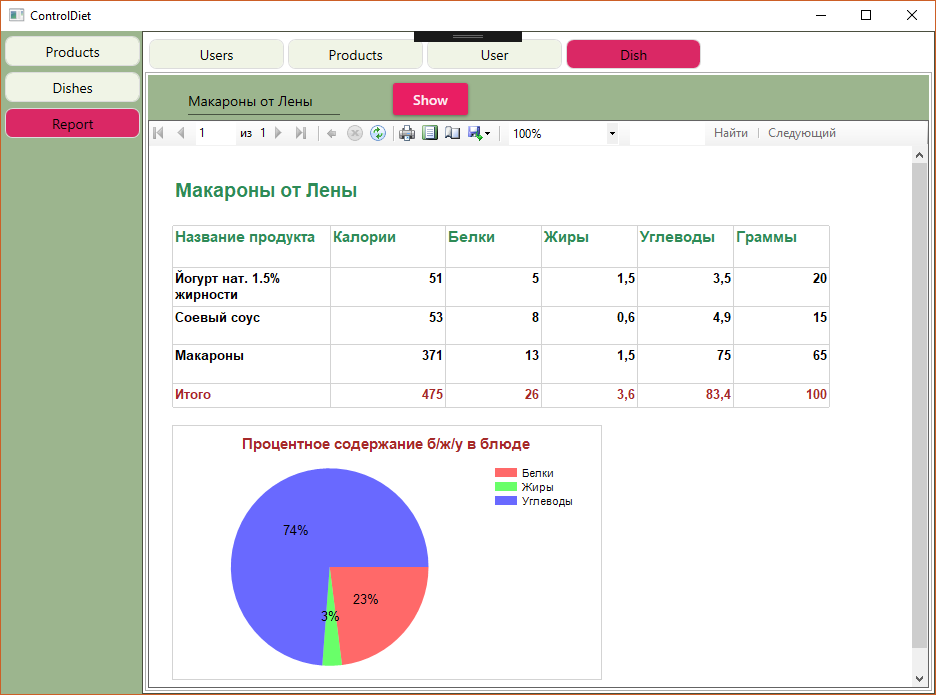 ControlDiet
Products
Dishes
Report
Users Products User Dish
Макароны от Лены Show
1 из 1 100% Найти Следующий
Макароны от Лены
Название продукта Калории Белки Жиры Углеводы Граммы
Йогурт нат. 1.5% 51 5 1,5 3,5 20
жирности
Соевый соус 53 8 0,6 4,9 15
Макароны 371 13 1,5 75 65
Итого 475 26 3,6 83,4 100
Процентное содержание б/ж/у в блюде
Белки
Жиры
Углеводы
74%
23%
3%